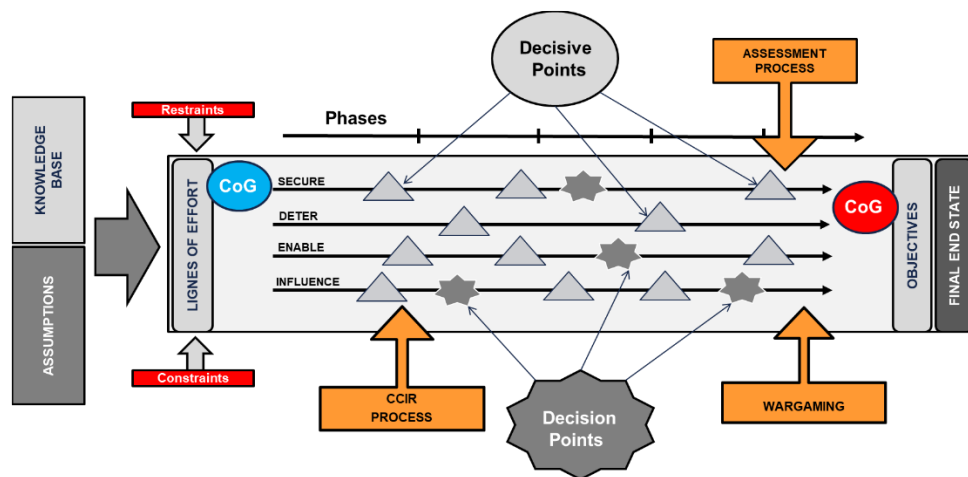 Decisive
Points
ASSESSMENT
PROCESS
Restraints
Phases
KNOWLEDGE
BASE
ASSUMPTIONS
LIGNES OF EFFORT
CoG
SECURE
DETER
ENABLE
INFLUENCE
CoG
OBJECTIVES
FINAL END STATE
Constraints
CCIR
PROCESS
Decision
Points
WARGAMING